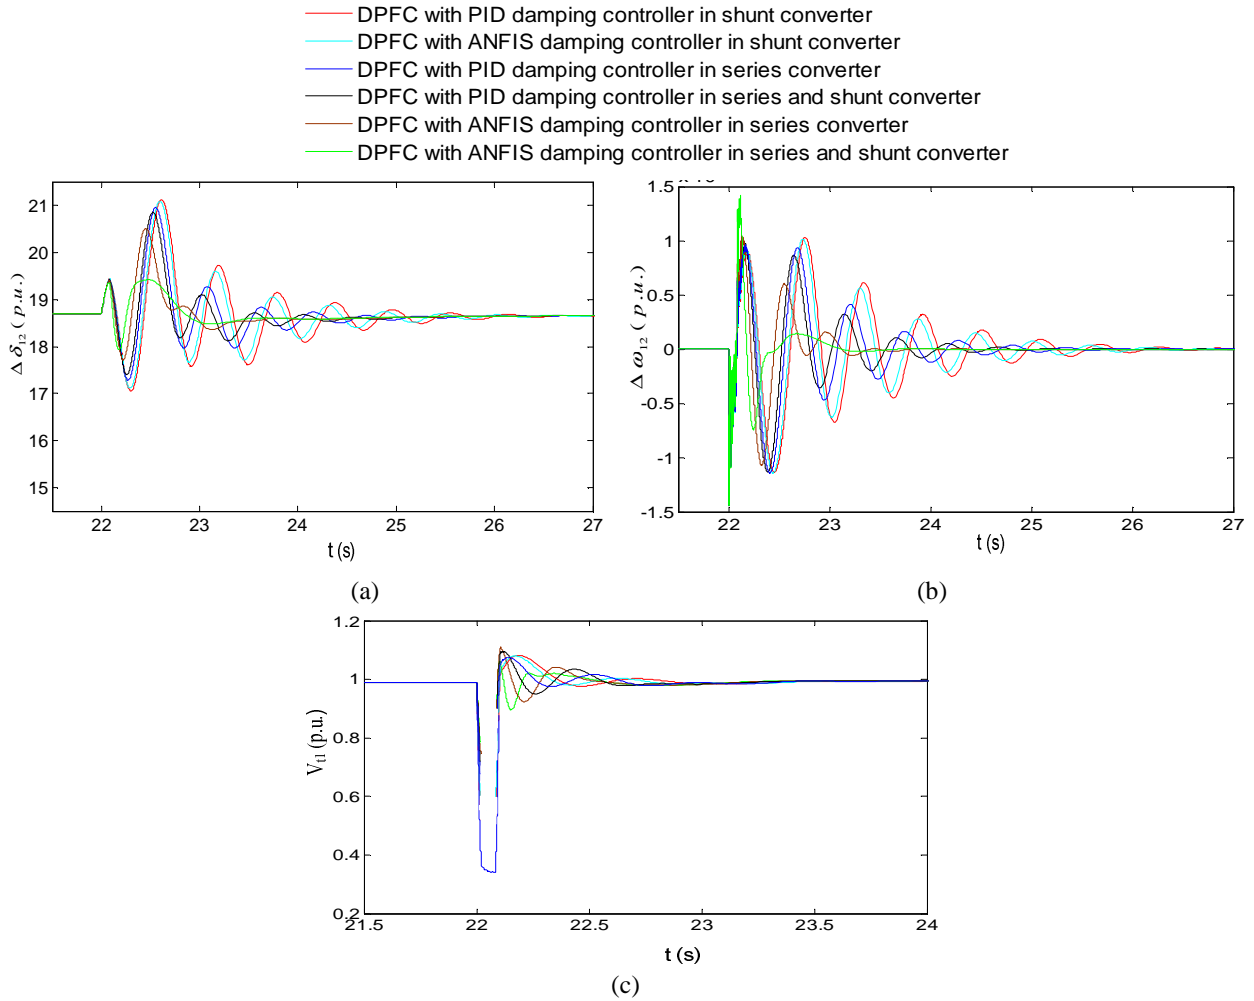 DPFC with PID damping controller in shunt converter
DPFC with ANFIS damping controller in shunt converter
DPFC with PID damping controller in series converter
DPFC with PID damping controller in series and shunt converter
DPFC with ANFIS damping controller in series converter
DPFC with ANFIS damping controller in series and shunt converter
21
20
19
18
17
16
15
Δ δ₁₂ ( p.u.)
22 23 24 25 26 27
t (s)
(a)
1.5
1
0.5
0
-0.5
-1
-1.5
Δ ω₁₂ ( p.u.)
22 23 24 25 26 27
t (s)
(b)
1.2
1
0.8
0.6
0.4
0.2
Vt1 (p.u.)
21.5 22 22.5 23 23.5 24
t (s)
(c)